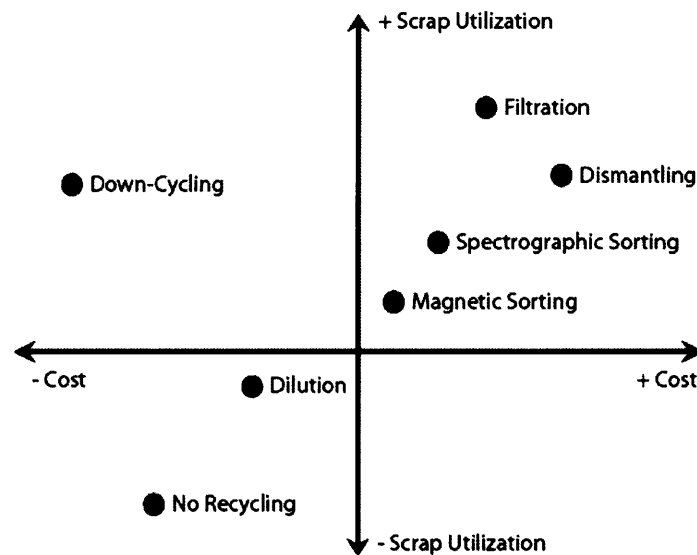 + Scrap Utilization
Filtration
Down-Cycling
Dismantling
Spectrographic Sorting
Magnetic Sorting
- Cost
+ Cost
Dilution
No Recycling
- Scrap Utilization